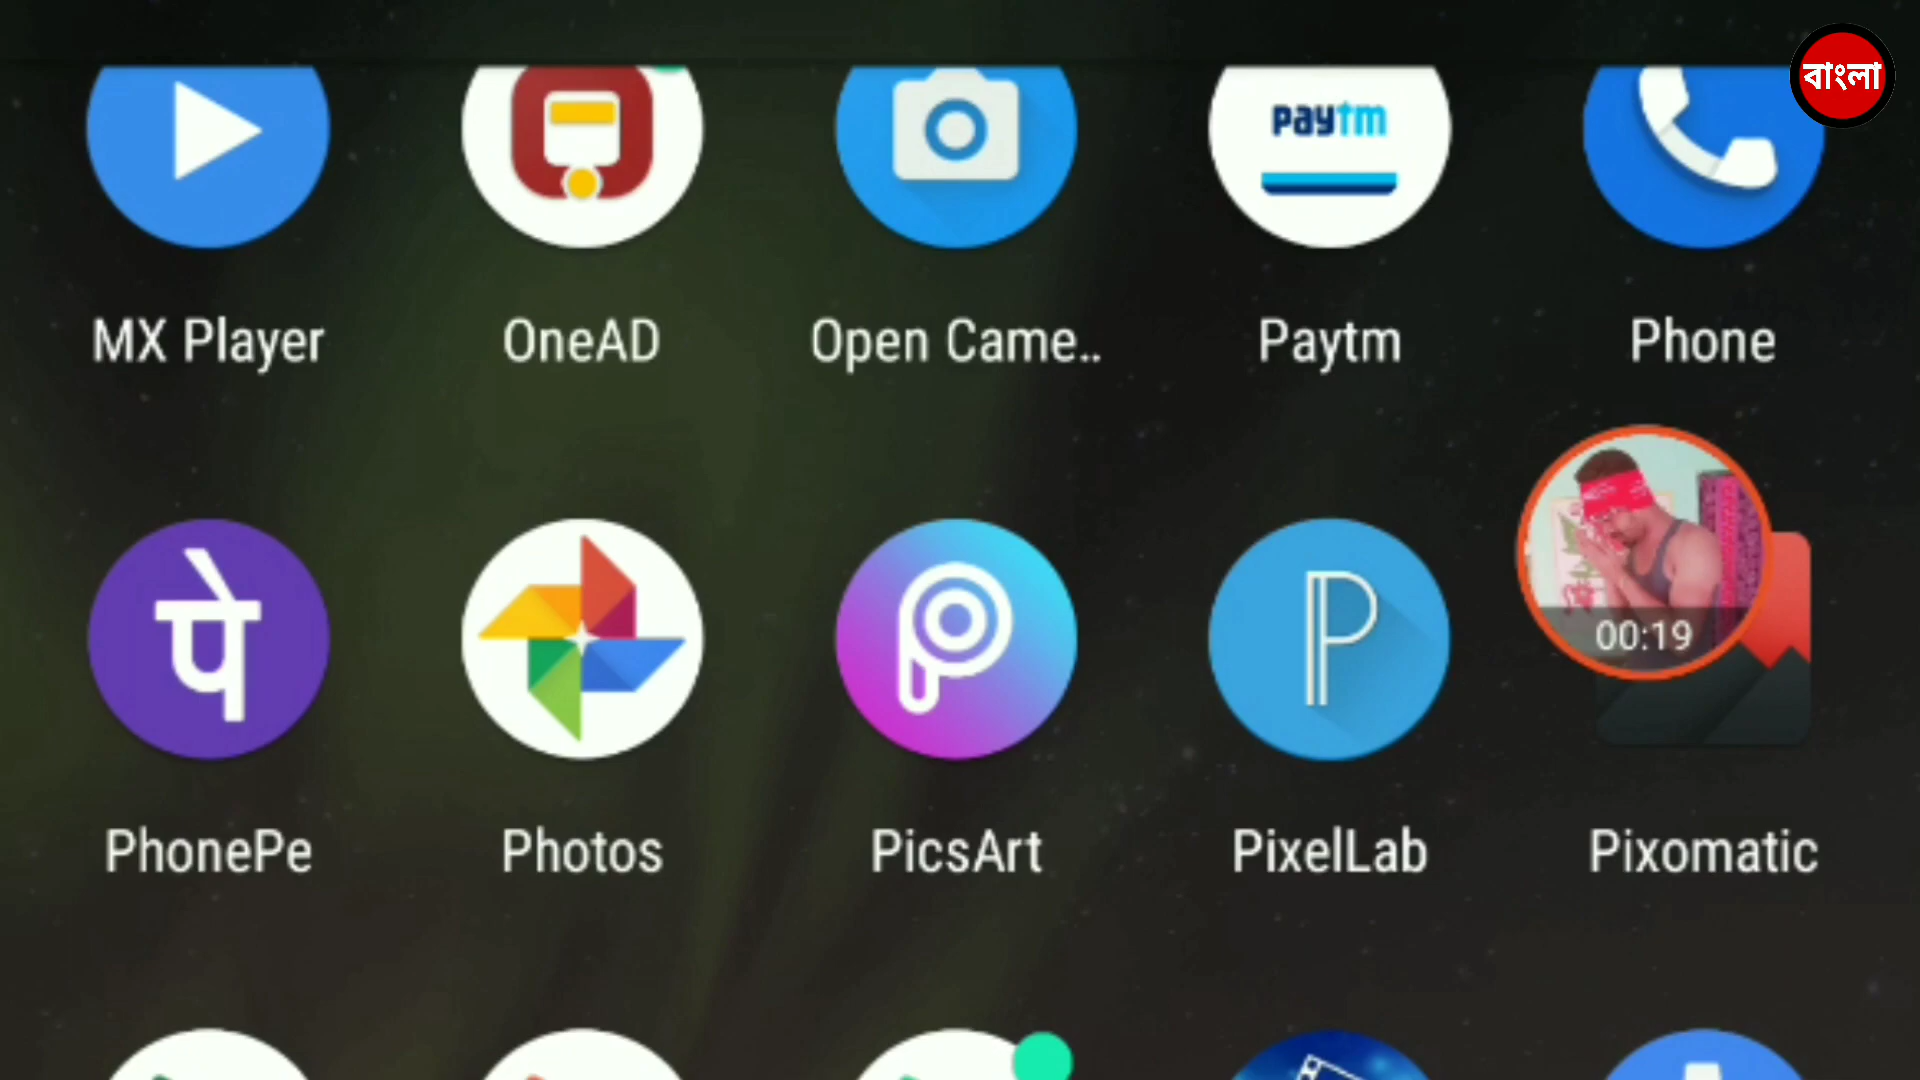 বাংলা
paytm
MX Player
OneAD
Open Came..
Paytm
Phone
00:19
पे
PhonePe
Photos
PicsArt
PixelLab
Pixomatic